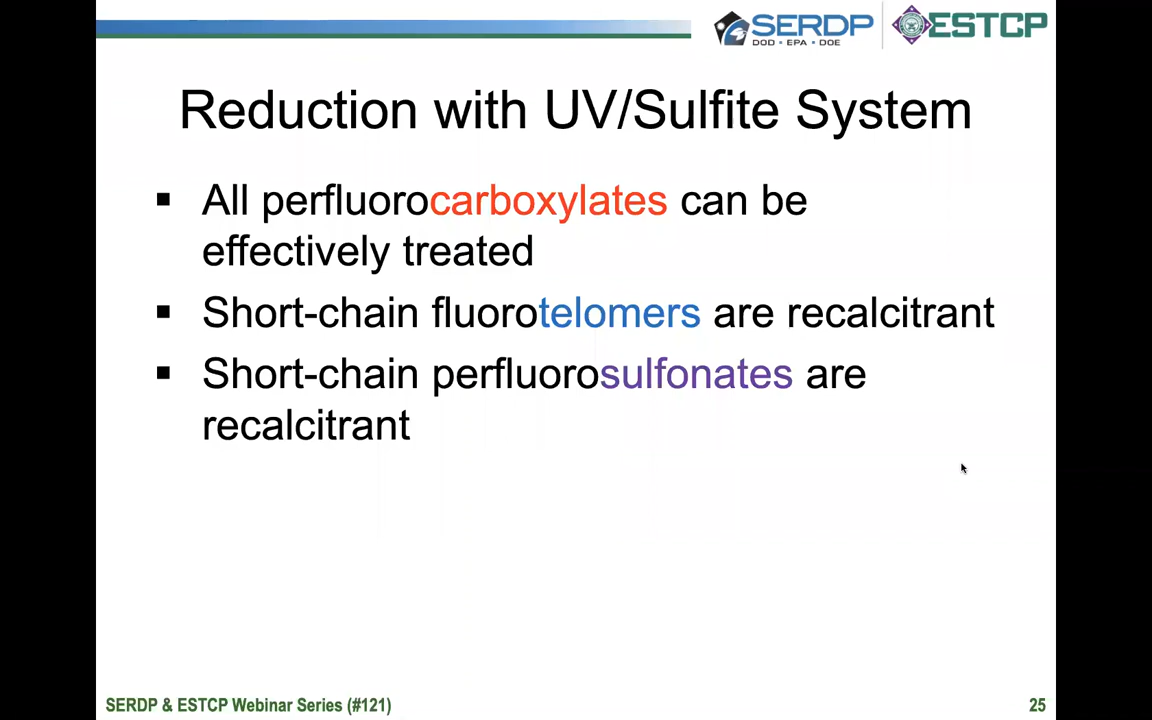 SERDP
DOD • EPA • DOE
ESTCP
Reduction with UV/Sulfite System
▪ All perfluorocarboxylates can be
effectively treated
▪ Short-chain fluorotelomers are recalcitrant
▪ Short-chain perfluorosulfonates are
recalcitrant
SERDP & ESTCP Webinar Series (#121)
25